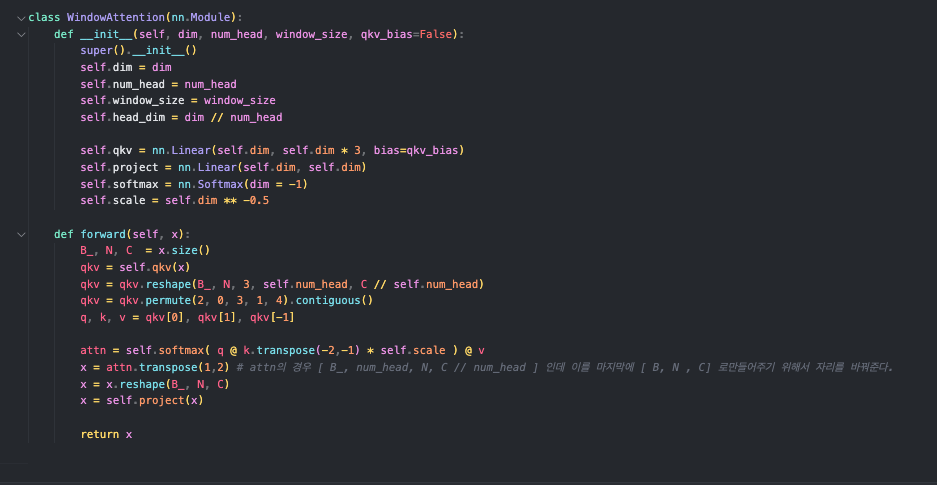 class WindowAttention(nn.Module):
def __init__(self, dim, num_head, window_size, qkv_bias=False):
super().__init__()
self.dim = dim
self.num_head = num_head
self.window_size = window_size
self.head_dim = dim // num_head
self.qkv = nn.Linear(self.dim, self.dim * 3, bias=qkv_bias)
self.project = nn.Linear(self.dim, self.dim)
self.softmax = nn.Softmax(dim = -1)
self.scale = self.dim ** -0.5
def forward(self, x):
B_, N, C  = x.size()
qkv = self.qkv(x)
qkv = qkv.reshape(B_, N, 3, self.num_head, C // self.num_head)
qkv = qkv.permute(2, 0, 3, 1, 4).contiguous()
q, k, v = qkv[0], qkv[1], qkv[-1]
attn = self.softmax( q @ k.transpose(-2,-1) * self.scale ) @ v
x = attn.transpose(1,2) # attn의 경우 [ B_, num_head, N, C // num_head ] 인데 이를 마지막에 [ B, N , C] 로만들어주기 위해서 자리를 바꿔준다.
x = x.reshape(B_, N, C)
x = self.project(x)
return x